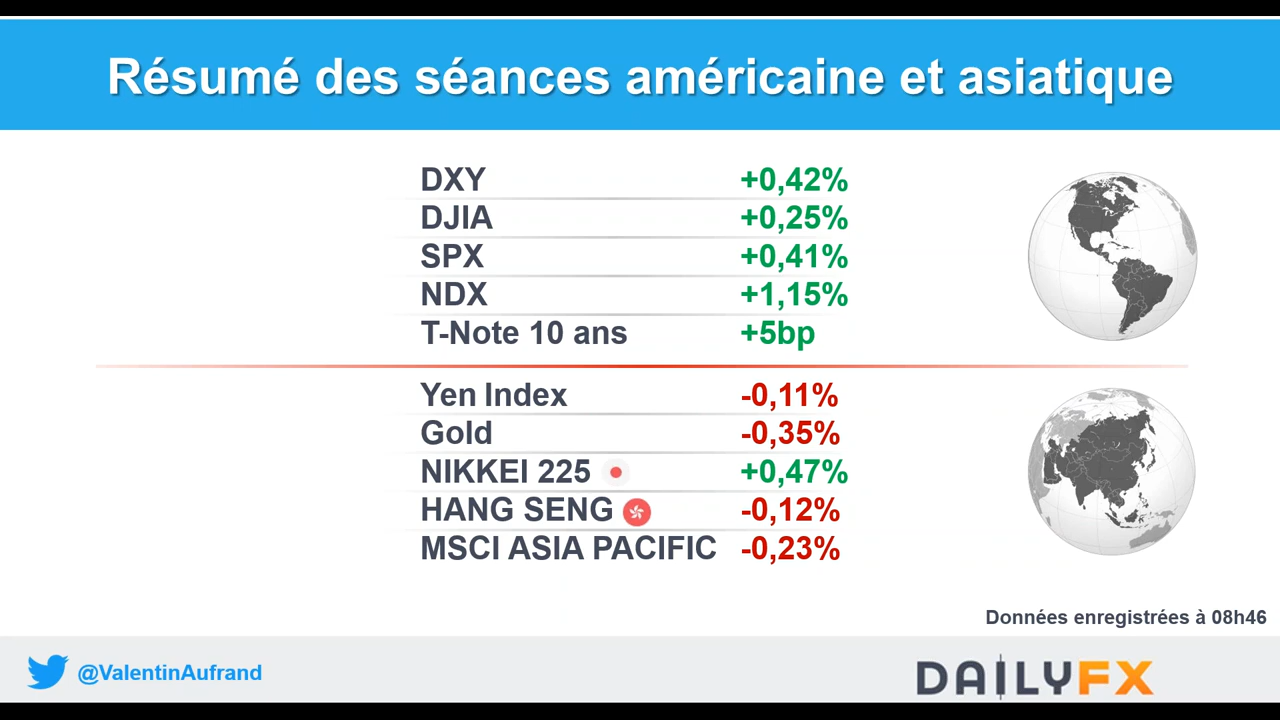 Résumé des séances américaine et asiatique
DXY +0,42%
DJIA +0,25%
SPX +0,41%
NDX +1,15%
T-Note 10 ans +5bp
Yen Index -0,11%
Gold -0,35%
NIKKEI 225 +0,47%
HANG SENG -0,12%
MSCI ASIA PACIFIC -0,23%
Données enregistrées à 08h46
@ValentinAufrand
DAILYFX